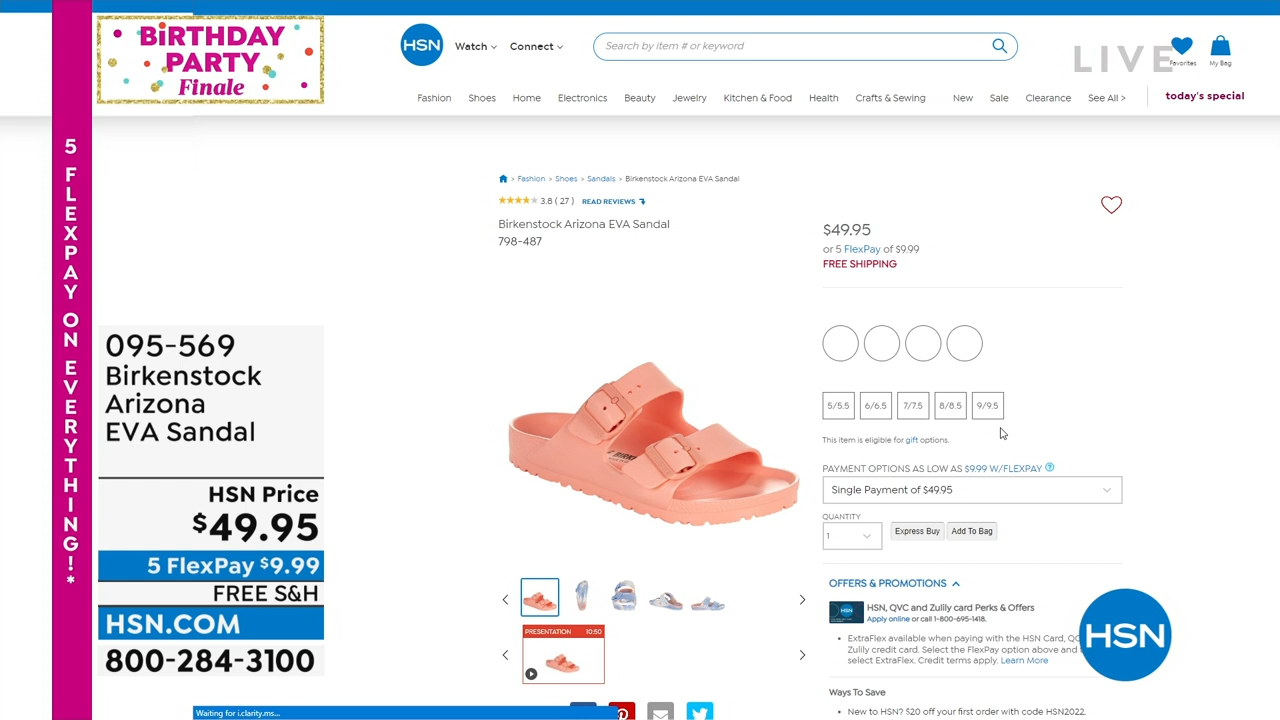 BiRTHDAY
PARTY
Finale
5 FLEXPAY ON EVERYTHING!*
HSN
Watch
Connect
Search by item # or keyword
LIVE
Favorites
My Bag
Fashion
Shoes
Home
Electronics
Beauty
Jewelry
Kitchen & Food
Health
Crafts & Sewing
New
Sale
Clearance
See All >
today's special
> Fashion > Shoes > Sandals > Birkenstock Arizona EVA Sandal
3.8 ( 27 ) READ REVIEWS
Birkenstock Arizona EVA Sandal
798-487
$49.95
or 5 FlexPay of $9.99
FREE SHIPPING
5/5.5
6/6.5
7/7.5
8/8.5
9/9.5
This item is eligible for gift options.
PAYMENT OPTIONS AS LOW AS $9.99 W/FLEXPAY
Single Payment of $49.95
QUANTITY
1
Express Buy
Add To Bag
OFFERS & PROMOTIONS
HSN, QVC and Zulily card Perks & Offers
Apply online or call 1-800-695-1418.
• ExtraFlex available when paying with the HSN Card, QC
Zulily credit card. Select the FlexPay option above and
select ExtraFlex. Credit terms apply. Learn More
Ways To Save
• New to HSN? $20 off your first order with code HSN2022.
HSN
PRESENTATION 10:50
095-569
Birkenstock
Arizona
EVA Sandal
HSN Price
$49.95
5 FlexPay $9.99
FREE S&H
HSN.COM
800-284-3100
Waiting for i.clarity.ms...